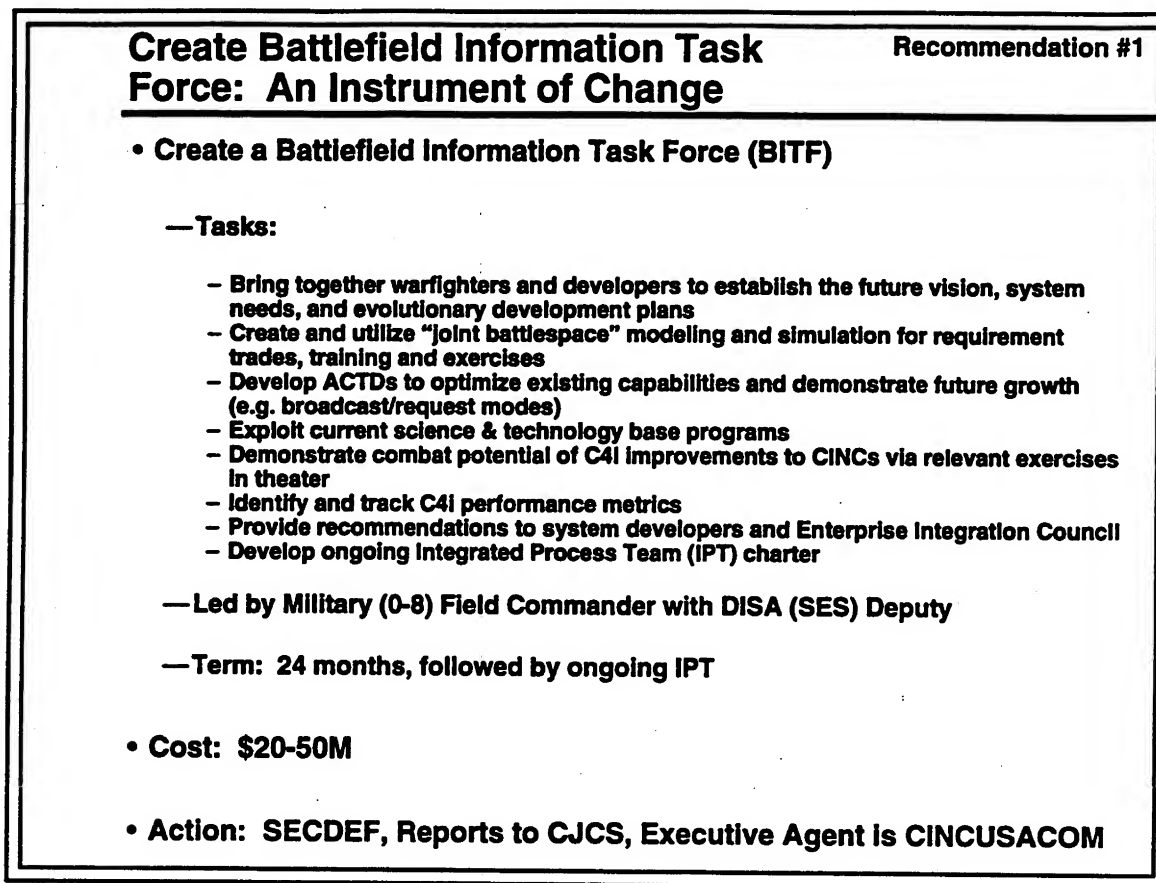 Create Battlefield Information Task Recommendation #1
Force: An Instrument of Change
• Create a Battlefield Information Task Force (BITF)
—Tasks:
– Bring together warfighters and developers to establish the future vision, system
needs, and evolutionary development plans
– Create and utilize "joint battlespace" modeling and simulation for requirement
trades, training and exercises
– Develop ACTDs to optimize existing capabilities and demonstrate future growth
(e.g. broadcast/request modes)
– Exploit current science & technology base programs
– Demonstrate combat potential of C4I improvements to CINCs via relevant exercises
in theater
– Identify and track C4I performance metrics
– Provide recommendations to system developers and Enterprise Integration Council
– Develop ongoing Integrated Process Team (IPT) charter
—Led by Military (0-8) Field Commander with DISA (SES) Deputy
—Term: 24 months, followed by ongoing IPT
• Cost: $20-50M
• Action: SECDEF, Reports to CJCS, Executive Agent is CINCUSACOM